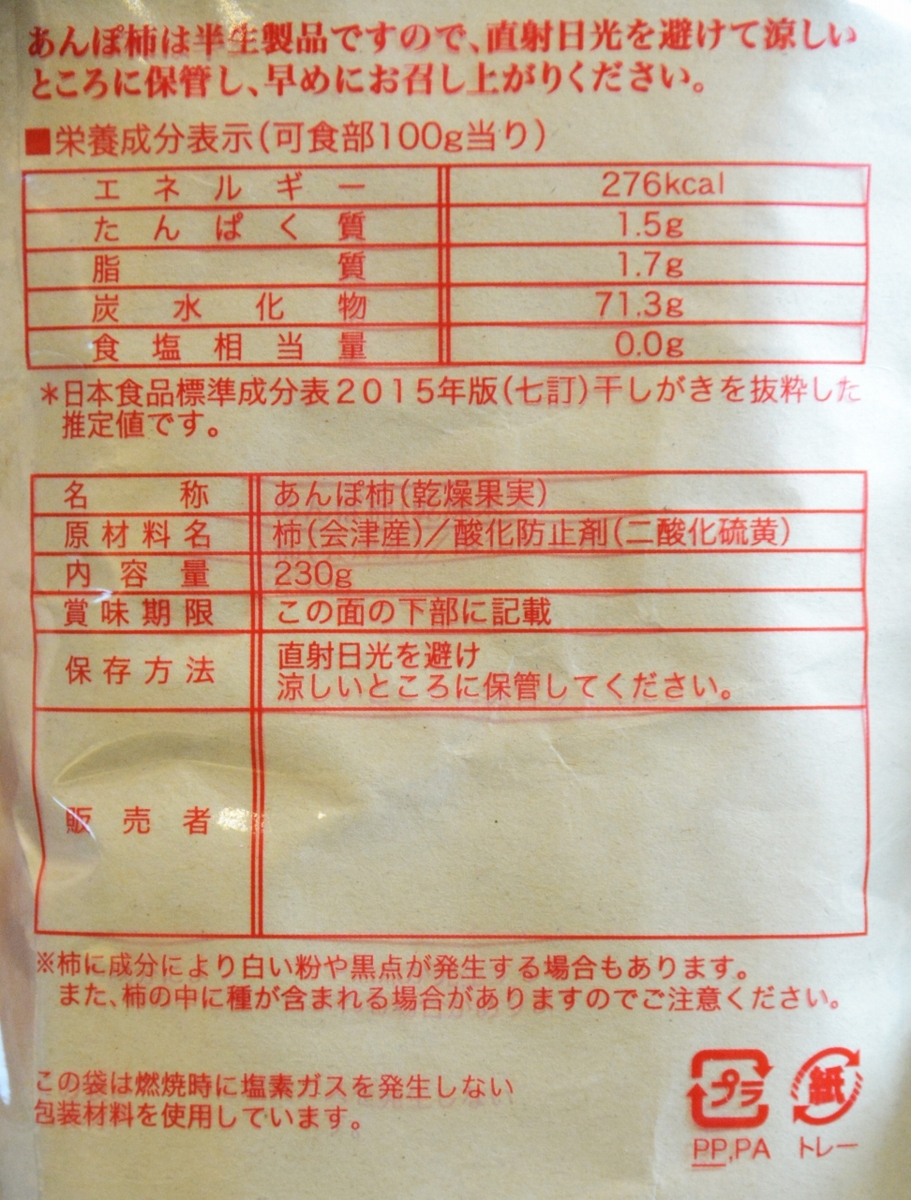 あんぽ柿は半生製品ですので、直射日光を避けて涼しい
ところに保管し、早めにお召し上がりください。
■栄養成分表示(可食部100g当り)
エネルギー 276kcal
たんぱく質 1.5g
脂質 1.7g
炭水化物 71.3g
食塩相当量 0.0g
*日本食品標準成分表2015年版(七訂)干しがきを抜粋した
推定値です。
名称 あんぽ柿(乾燥果実)
原材料名 柿(会津産)/酸化防止剤(二酸化硫黄)
内容量 230g
賞味期限 この面の下部に記載
保存方法 直射日光を避け
涼しいところに保管してください。
販売者
※柿に成分により白い粉や黒点が発生する場合もあります。
また、柿の中に種が含まれる場合がありますのでご注意ください。
この袋は燃焼時に塩素ガスを発生しない
包装材料を使用しています。
プラ 紙
PP,PA トレー